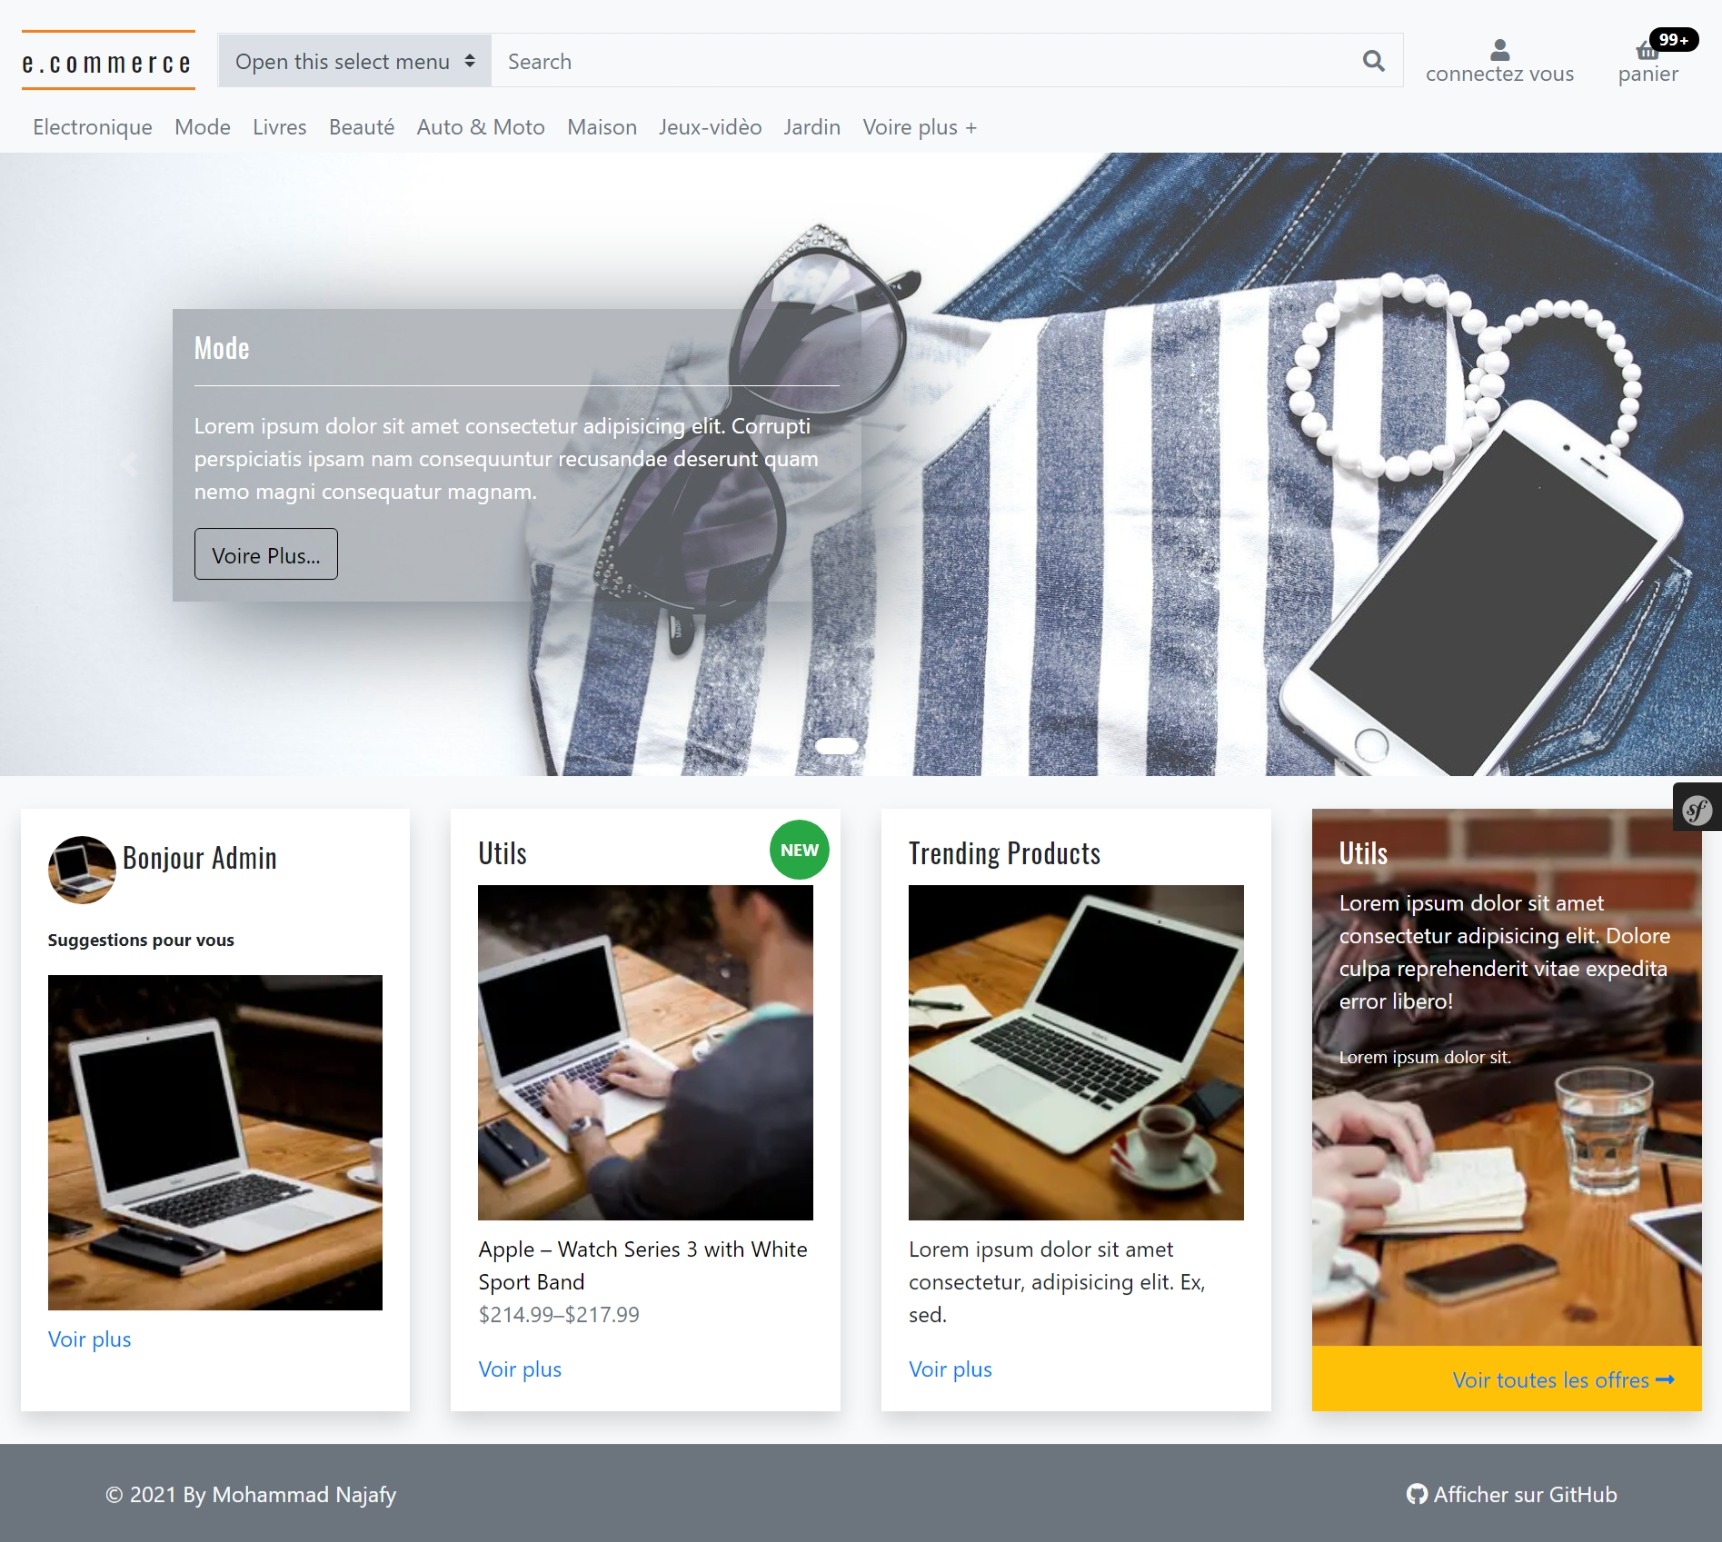 e.commerce
Open this select menu
Search
connectez vous
99+
panier
Electronique Mode Livres Beauté Auto & Moto Maison Jeux-vidèo Jardin Voire plus +
Mode
Lorem ipsum dolor sit amet consectetur adipisicing elit. Corrupti
perspiciatis ipsam nam consequuntur recusandae deserunt quam
nemo magni consequatur magnam.
Voire Plus...
sf
Bonjour Admin
Suggestions pour vous
Voir plus
Utils
NEW
Apple – Watch Series 3 with White
Sport Band
$214.99–$217.99
Voir plus
Trending Products
Lorem ipsum dolor sit amet
consectetur, adipisicing elit. Ex,
sed.
Voir plus
Utils
Lorem ipsum dolor sit amet
consectetur adipisicing elit. Dolore
culpa reprehenderit vitae expedita
error libero!
Lorem ipsum dolor sit.
Voir toutes les offres
© 2021 By Mohammad Najafy
Afficher sur GitHub